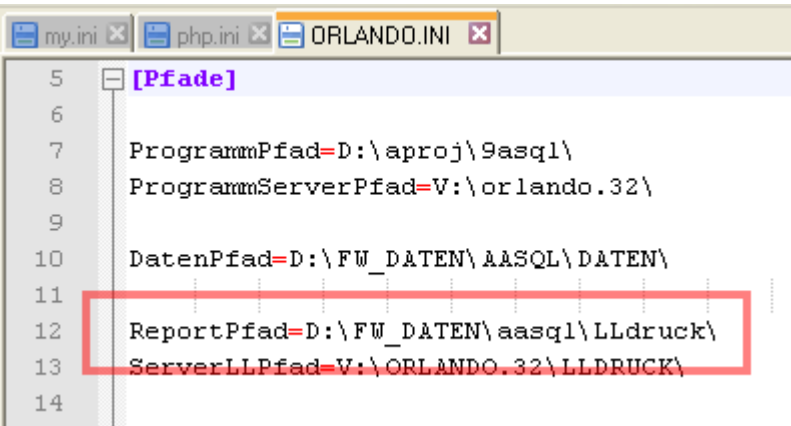 my.ini php.ini ORLANDO.INI
5 [Pfade]
6
7 ProgrammPfad=D:\aproj\9asql\
8 ProgrammServerPfad=V:\orlando.32\
9
10 DatenPfad=D:\FW_DATEN\AASQL\DATEN\
11
12 ReportPfad=D:\FW_DATEN\aasql\LLdruck\
13 ServerLLPfad=V:\ORLANDO.32\LLDRUCK\
14